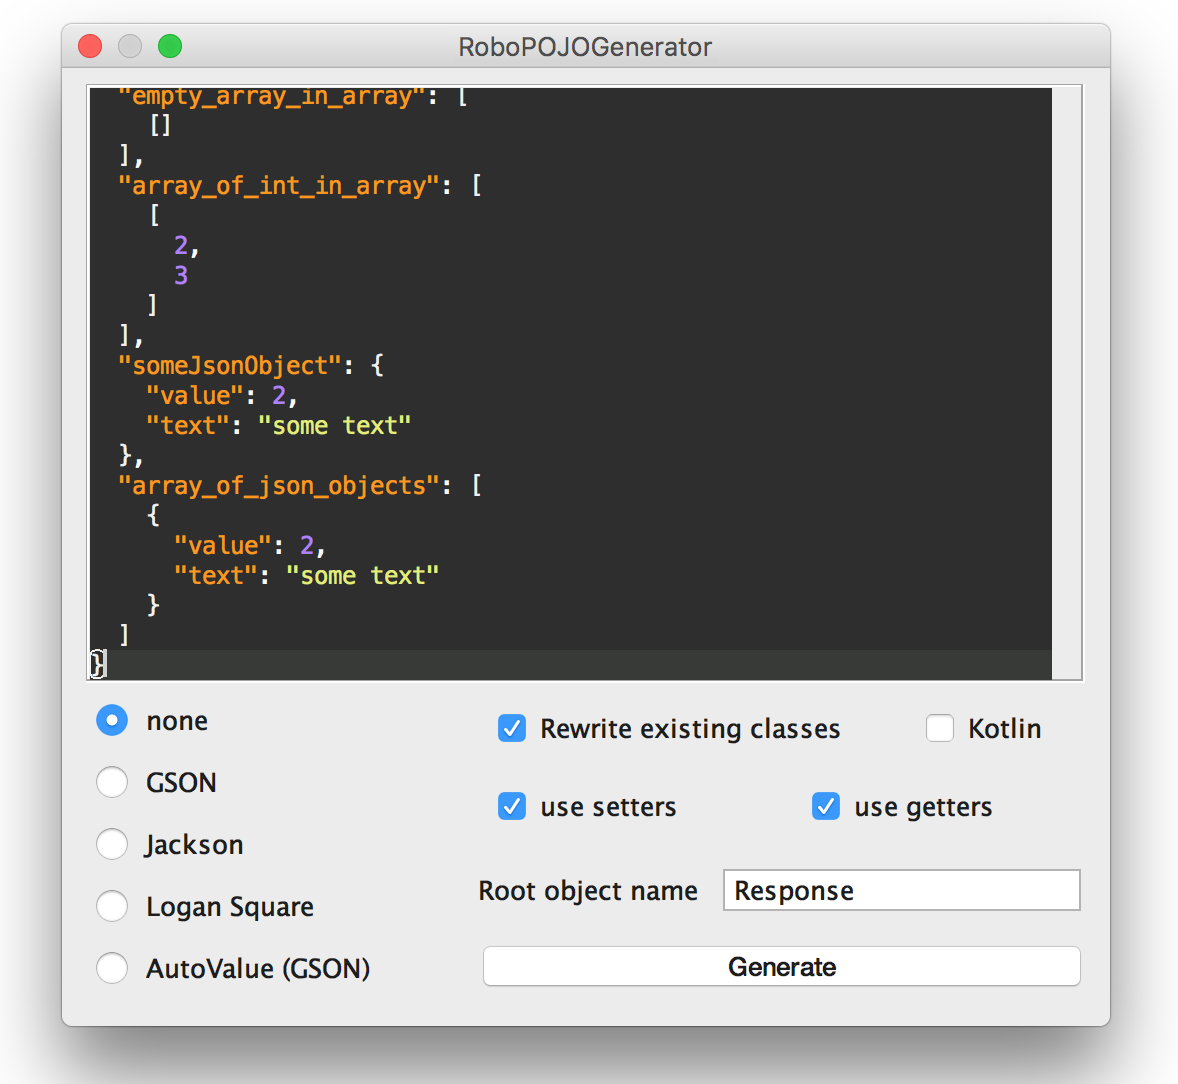 RoboPOJOGenerator
"empty_array_in_array": [
[]
],
"array_of_int_in_array": [
[
2,
3
]
],
"someJsonObject": {
"value": 2,
"text": "some text"
},
"array_of_json_objects": [
{
"value": 2,
"text": "some text"
}
]
}
none
Rewrite existing classes
Kotlin
GSON
use setters
use getters
Jackson
Root object name
Response
Logan Square
AutoValue (GSON)
Generate